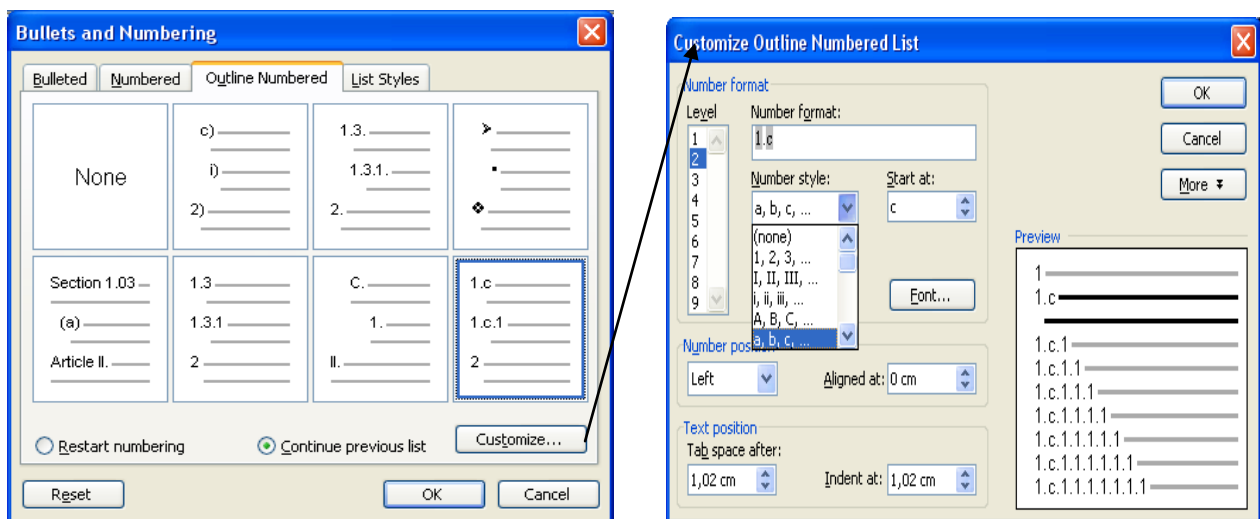 Bullets and Numbering
Bulleted Numbered Outline Numbered List Styles
None
c)
i)
2)
1.3.
1.3.1.
2.
Section 1.03
(a)
Article II.
1.3
1.3.1
2
C.
1.
II.
1.c
1.c.1
2
Restart numbering Continue previous list Customize...
Reset OK Cancel
Customize Outline Numbered List
Number format
Level
1
2
3
4
5
6
7
8
9
Number format:
1.c
Number style:
a, b, c, ...
(none)
1, 2, 3, ...
I, II, III, ...
i, ii, iii, ...
A, B, C, ...
a, b, c, ...
Start at:
c
Font...
Number position
Left Aligned at: 0 cm
Text position
Tab space after:
1,02 cm Indent at: 1,02 cm
OK
Cancel
More
Preview
1
1.c
1.c.1
1.c.1.1
1.c.1.1.1
1.c.1.1.1.1
1.c.1.1.1.1.1
1.c.1.1.1.1.1.1
1.c.1.1.1.1.1.1.1